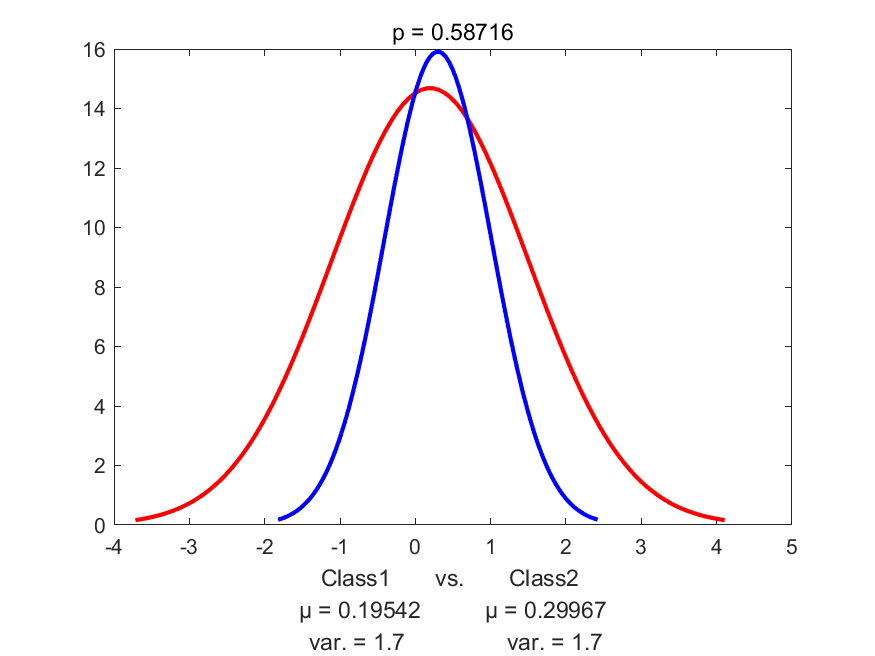 p = 0.58716
16
14
12
10
8
6
4
2
0
-4 -3 -2 -1 0 1 2 3 4 5
Class1 vs. Class2
μ = 0.19542 μ = 0.29967
var. = 1.7 var. = 1.7